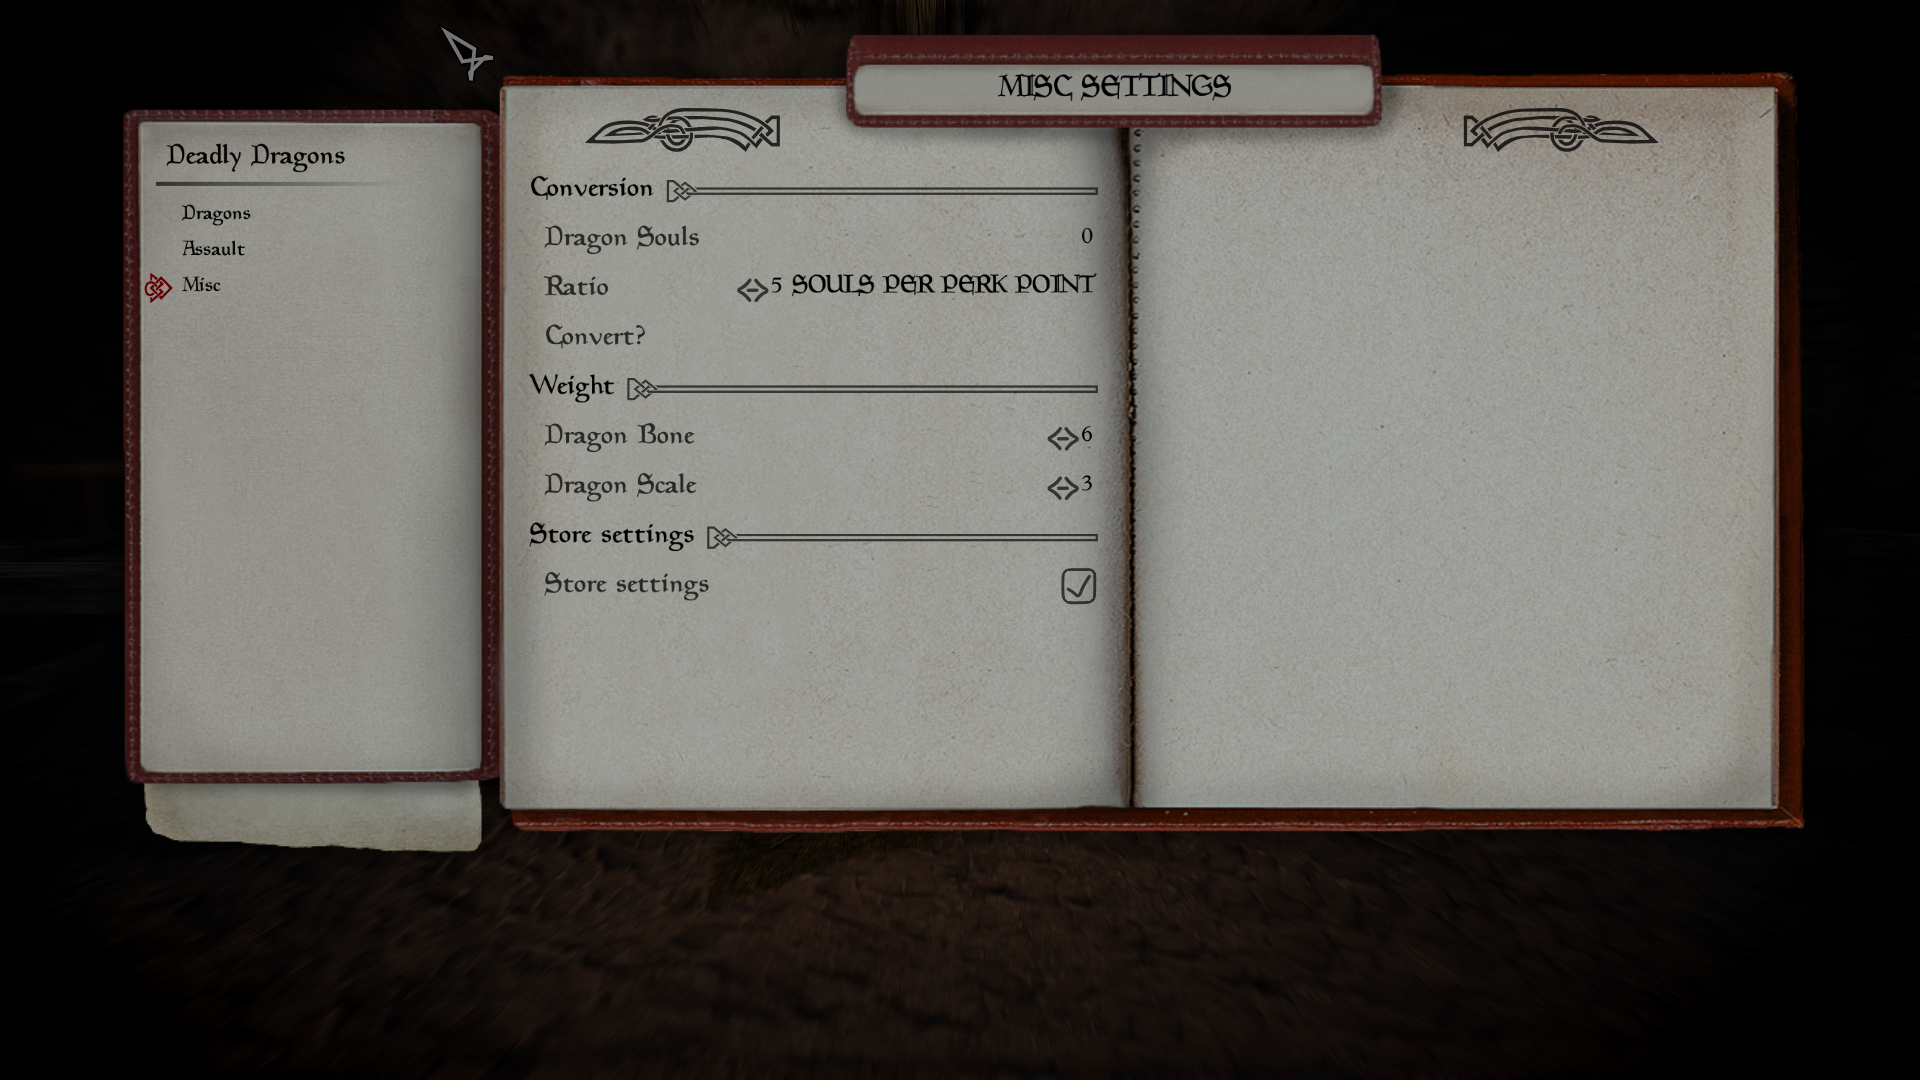 MISC SETTINGS
Deadly Dragons
Dragons
Assault
Misc
Conversion
Dragon Souls 0
Ratio 5 SOULS PER PERK POINT
Convert?
Weight
Dragon Bone 6
Dragon Scale 3
Store settings
Store settings